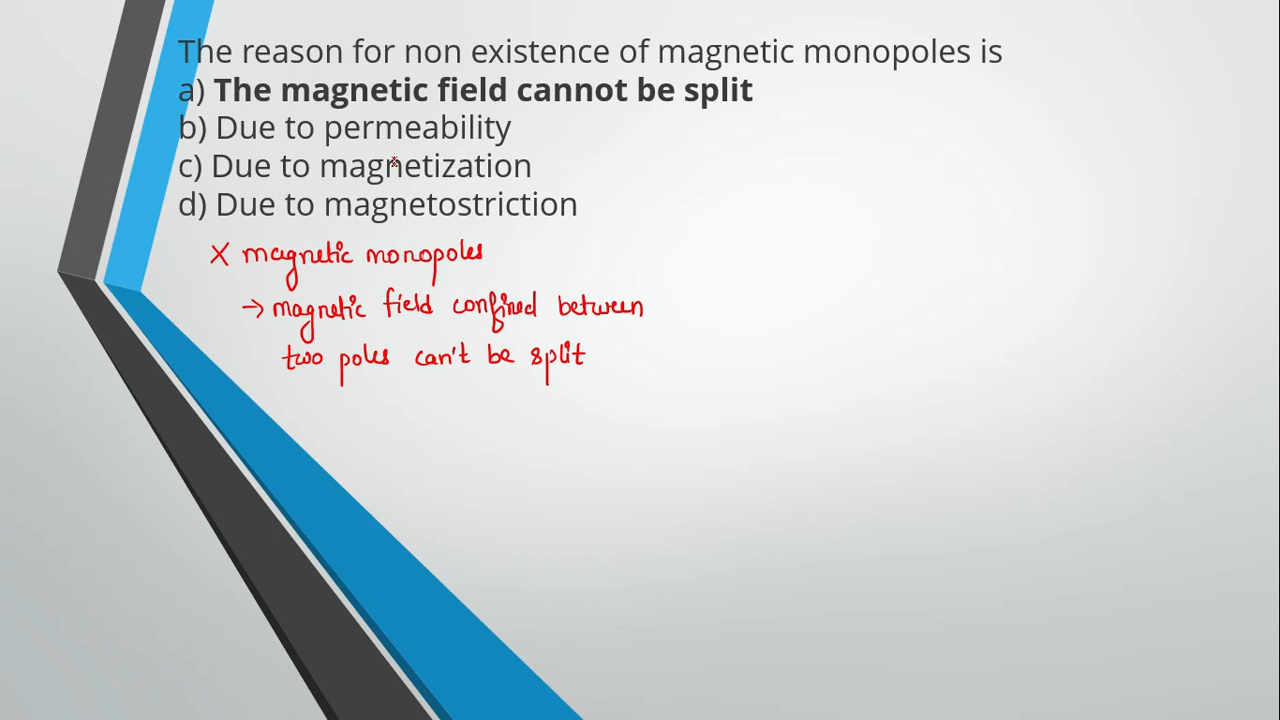 The reason for non existence of magnetic monopoles is
a) The magnetic field cannot be split
b) Due to permeability
c) Due to magnetization
d) Due to magnetostriction
X magnetic monopoles
→ magnetic field confined between
two poles can't be split